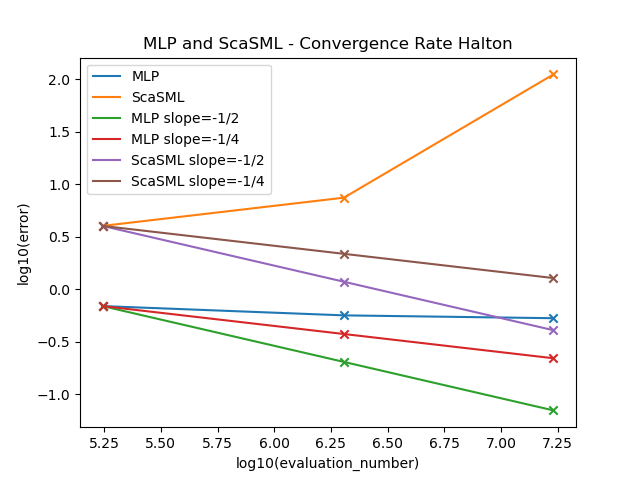 MLP and ScaSML - Convergence Rate Halton
MLP
ScaSML
MLP slope=-1/2
MLP slope=-1/4
ScaSML slope=-1/2
ScaSML slope=-1/4
log10(error)
2.0
1.5
1.0
0.5
0.0
−0.5
−1.0
5.25 5.50 5.75 6.00 6.25 6.50 6.75 7.00 7.25
log10(evaluation_number)